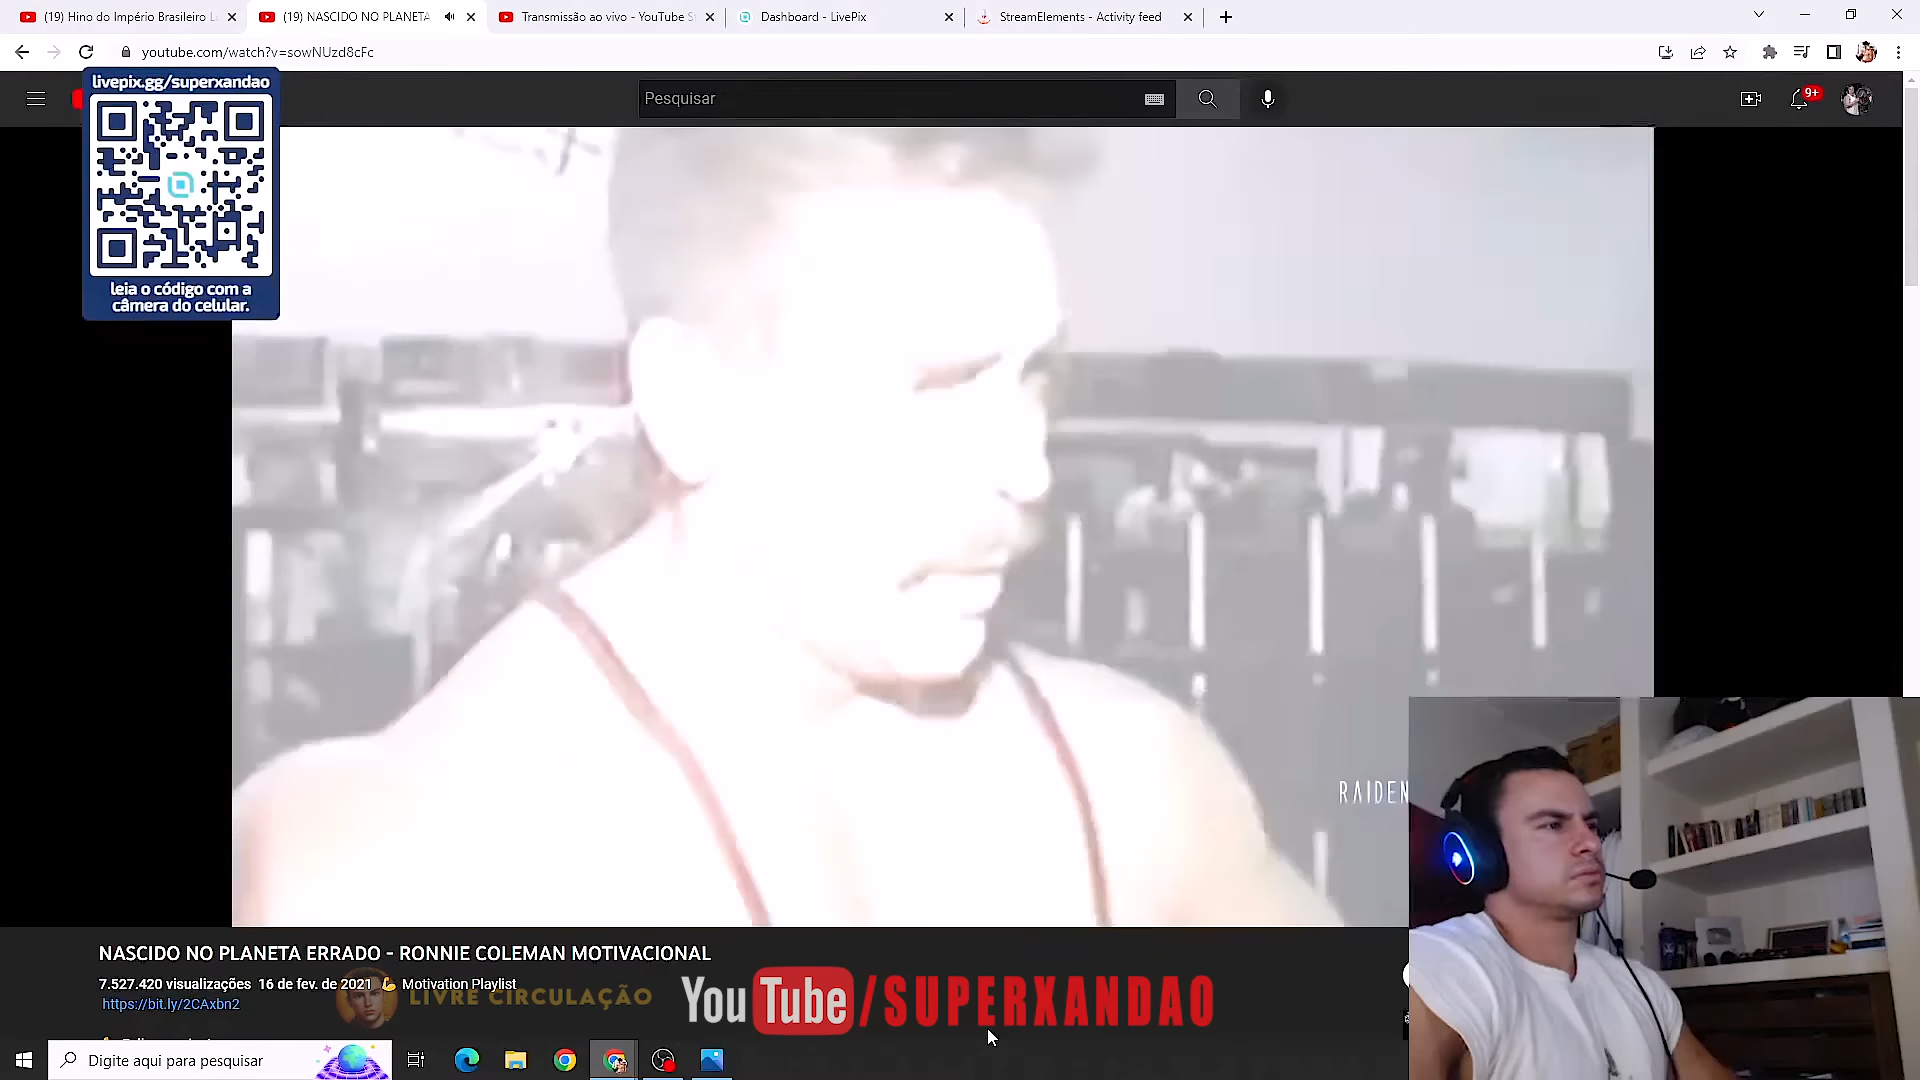 (19) Hino do Império Brasileiro L
(19) NASCIDO NO PLANETA
Transmissão ao vivo - YouTube S
Dashboard - LivePix
StreamElements - Activity feed
youtube.com/watch?v=sowNUzd8cFc
livepix.gg/superxandao
leia o código com a
câmera do celular.
Pesquisar
9+
RAIDEN
NASCIDO NO PLANETA ERRADO - RONNIE COLEMAN MOTIVACIONAL
7.527.420 visualizações 16 de fev. de 2021 💪 Motivation Playlist
https://bit.ly/2CAxbn2
LIVRE CIRCULAÇÃO
YouTube/SUPERXANDAO
Digite aqui para pesquisar